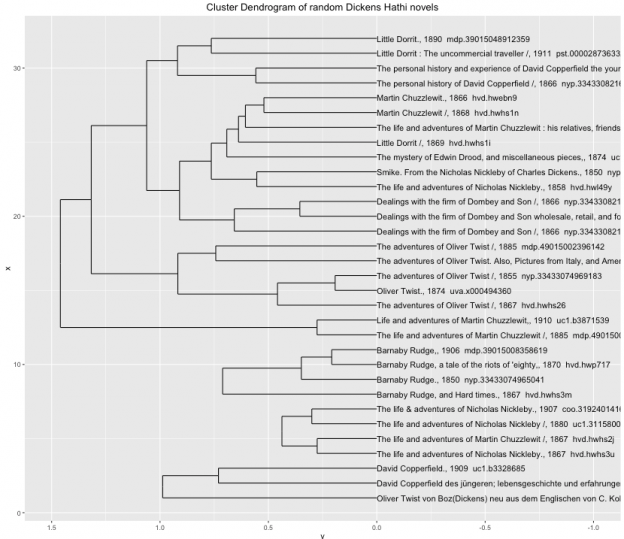 Cluster Dendrogram of random Dickens Hathi novels
Little Dorrit., 1890 mdp.39015048912359
Little Dorrit : The uncommercial traveller /, 1911 pst.00002873633
The personal history and experience of David Copperfield the your
The personal history of David Copperfield /, 1866 nyp.3343308216
Martin Chuzzlewit., 1866 hvd.hwebn9
Martin Chuzzlewit /, 1868 hvd.hwhs1n
The life and adventures of Martin Chuzzlewit : his relatives, friends
Little Dorrit /, 1869 hvd.hwhs1i
The mystery of Edwin Drood, and miscellaneous pieces,, 1874 uc
Smike. From the Nicholas Nickleby of Charles Dickens., 1850 nyp
The life and adventures of Nicholas Nickleby., 1858 hvd.hwl49y
Dealings with the firm of Dombey and Son /, 1866 nyp.334330821
Dealings with the firm of Dombey and Son wholesale, retail, and fo
Dealings with the firm of Dombey and Son /, 1866 nyp.334330821
The adventures of Oliver Twist /, 1885 mdp.49015002396142
The adventures of Oliver Twist. Also, Pictures from Italy, and Amer
The adventures of Oliver Twist /, 1855 nyp.33433074969183
Oliver Twist., 1874 uva.x000494360
The adventures of Oliver Twist /, 1867 hvd.hwhs26
Life and adventures of Martin Chuzzlewit,, 1910 uc1.b3871539
The life and adventures of Martin Chuzzlewit /, 1885 mdp.490150
Barnaby Rudge,, 1906 mdp.39015008358619
Barnaby Rudge, a tale of the riots of 'eighty,, 1870 hvd.hwp717
Barnaby Rudge., 1850 nyp.33433074965041
Barnaby Rudge, and Hard times., 1867 hvd.hwhs3m
The life & adventures of Nicholas Nickleby., 1907 coo.3192401410
The life and adventures of Nicholas Nickleby /, 1880 uc1.3115800
The life and adventures of Martin Chuzzlewit /, 1867 hvd.hwhs2j
The life and adventures of Nicholas Nickleby., 1867 hvd.hwhs3u
David Copperfield., 1909 uc1.b3328685
David Copperfield des jüngeren; lebensgeschichte und erfahrunge
Oliver Twist von Boz(Dickens) neu aus dem Englischen von C. Kol
30
20
x
10
0
1.5 1.0 0.5 0.0 -0.5 -1.0
y